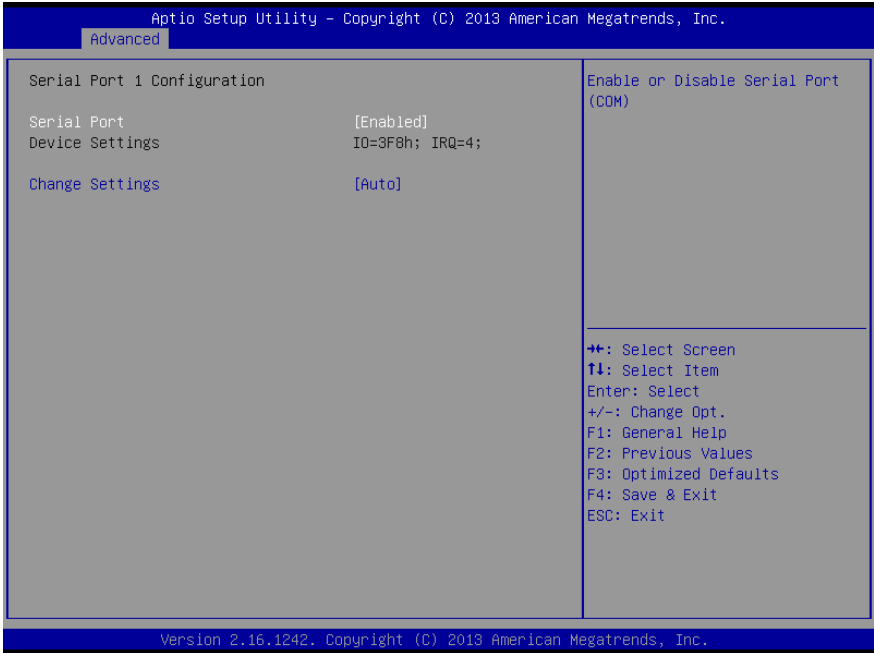 Aptio Setup Utility – Copyright (C) 2013 American Megatrends, Inc.
Advanced
Serial Port 1 Configuration
Serial Port [Enabled]
Device Settings IO=3F8h; IRQ=4;
Change Settings [Auto]
Enable or Disable Serial Port
(COM)
→←: Select Screen
↑↓: Select Item
Enter: Select
+/-: Change Opt.
F1: General Help
F2: Previous Values
F3: Optimized Defaults
F4: Save & Exit
ESC: Exit
Version 2.16.1242. Copyright (C) 2013 American Megatrends, Inc.